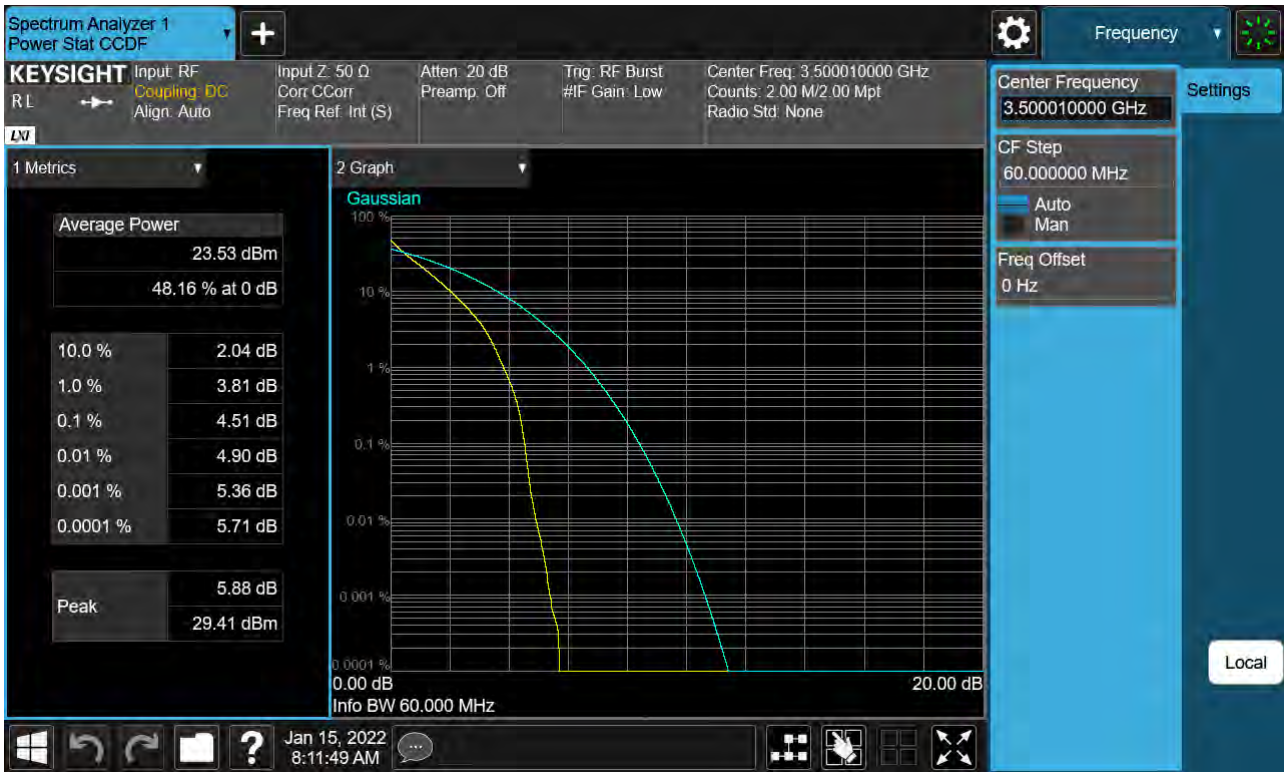 Spectrum Analyzer 1
Power Stat CCDF
+
Frequency
KEYSIGHT
RL
LXI
Input: RF
Coupling: DC
Align: Auto
Input Z: 50 Ω
Corr CCorr
Freq Ref: Int (S)
Atten: 20 dB
Preamp: Off
Trig: RF Burst
#IF Gain: Low
Center Freq: 3.500010000 GHz
Counts: 2.00 M/2.00 Mpt
Radio Std: None
Center Frequency
3.500010000 GHz
Settings
CF Step
60.000000 MHz
Auto
Man
Freq Offset
0 Hz
1 Metrics
Average Power
23.53 dBm
48.16 % at 0 dB
10.0 % 2.04 dB
1.0 % 3.81 dB
0.1 % 4.51 dB
0.01 % 4.90 dB
0.001 % 5.36 dB
0.0001 % 5.71 dB
Peak
5.88 dB
29.41 dBm
2 Graph
Gaussian
100 %
10 %
1 %
0.1 %
0.01 %
0.001 %
0.0001 %
0.00 dB 20.00 dB
Info BW 60.000 MHz
Local
?
Jan 15, 2022
8:11:49 AM